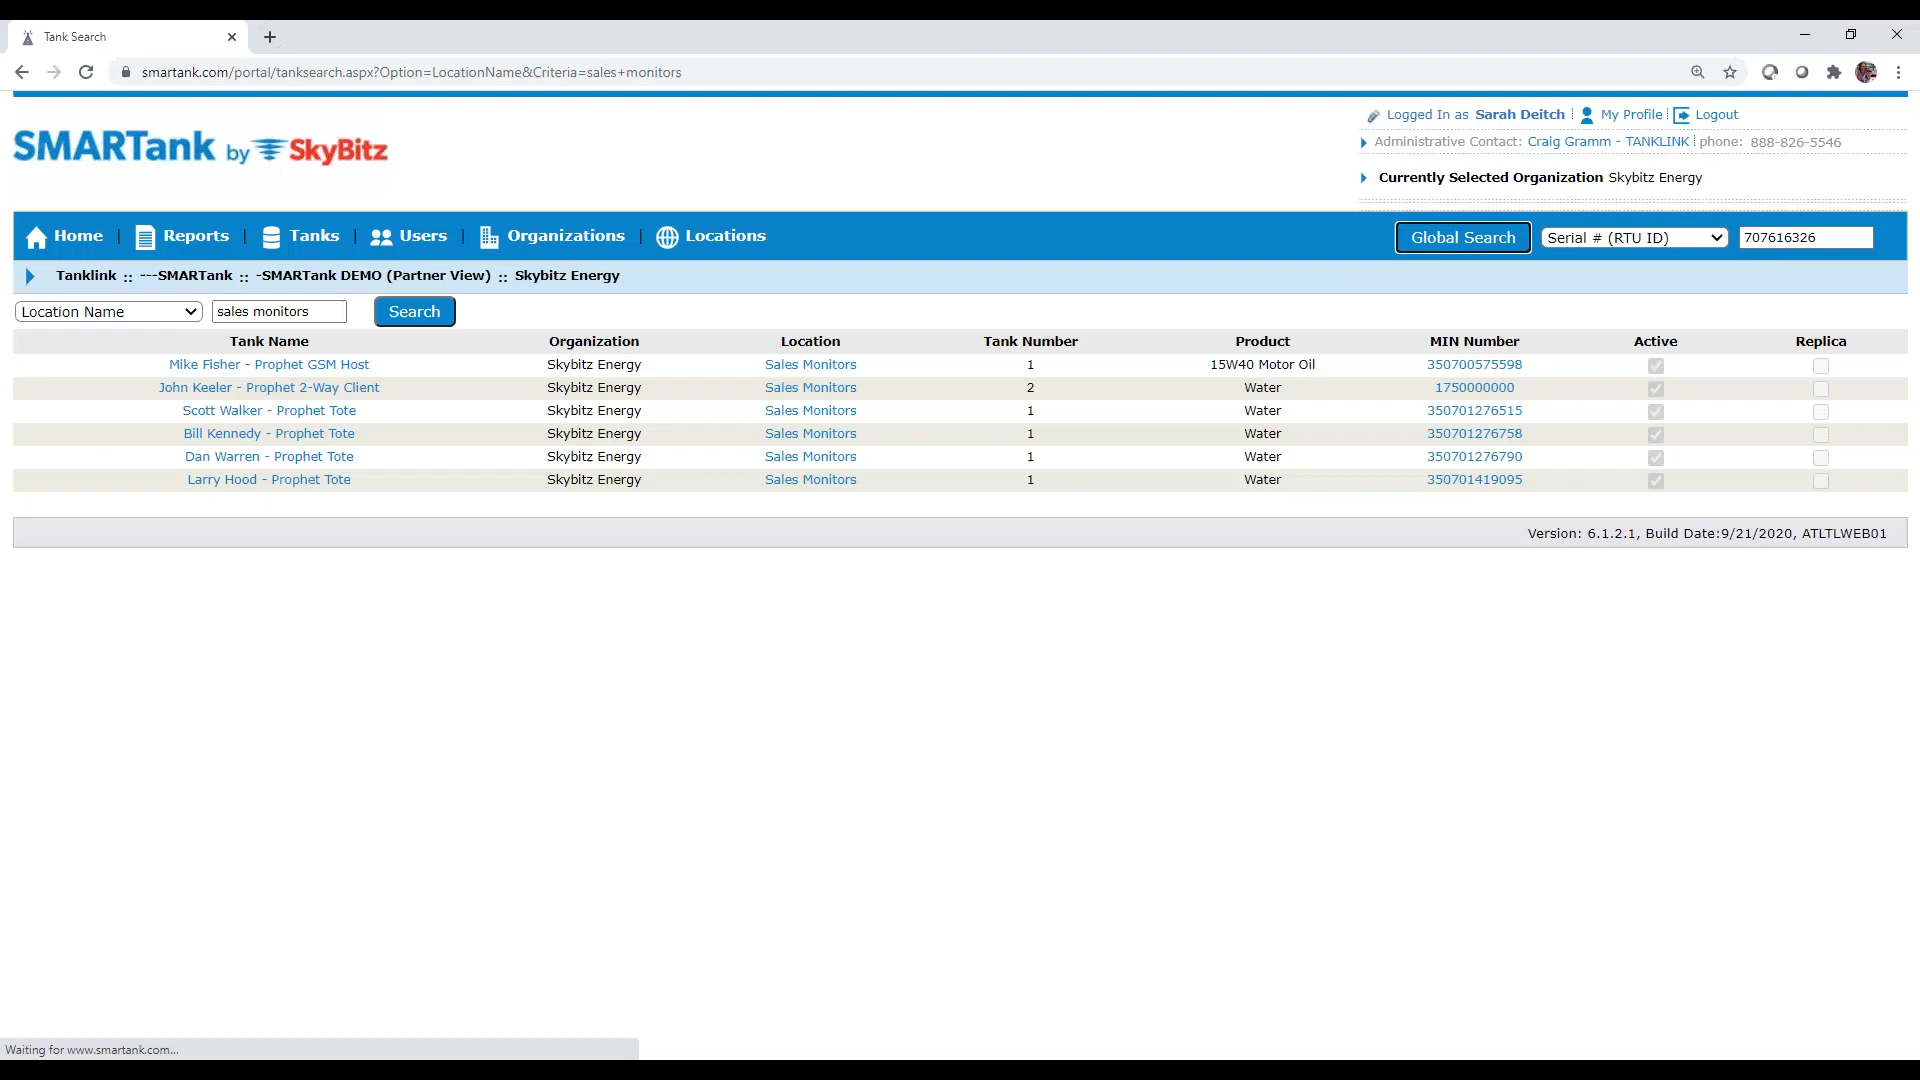 Tank Search
smartank.com/portal/tanksearch.aspx?Option=LocationName&Criteria=sales+monitors
Logged In as Sarah Deitch My Profile Logout
SMARTank by SkyBitz
Administrative Contact: Craig Gramm - TANKLINK phone: 888-826-5546
Currently Selected Organization Skybitz Energy
Home | Reports | Tanks | Users | Organizations | Locations Global Search Serial # (RTU ID) 707616326
Tanklink :: ---SMARTank :: -SMARTank DEMO (Partner View) :: Skybitz Energy
Location Name sales monitors Search
Tank Name Organization Location Tank Number Product MIN Number Active Replica
Mike Fisher - Prophet GSM Host Skybitz Energy Sales Monitors 1 15W40 Motor Oil 350700575598
John Keeler - Prophet 2-Way Client Skybitz Energy Sales Monitors 2 Water 1750000000
Scott Walker - Prophet Tote Skybitz Energy Sales Monitors 1 Water 350701276515
Bill Kennedy - Prophet Tote Skybitz Energy Sales Monitors 1 Water 350701276758
Dan Warren - Prophet Tote Skybitz Energy Sales Monitors 1 Water 350701276790
Larry Hood - Prophet Tote Skybitz Energy Sales Monitors 1 Water 350701419095
Version: 6.1.2.1, Build Date:9/21/2020, ATLTLWEB01
Waiting for www.smartank.com...